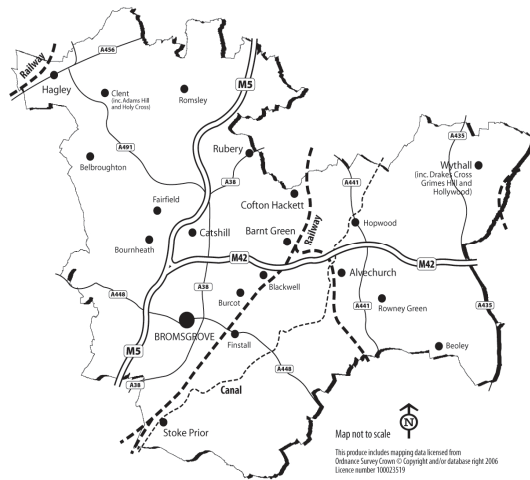 A456
Railway
Hagley
Clent
(inc. Adams Hill
and Holy Cross)
Romsley
M5
A435
A491
Rubery
Belbroughton
A38
Wythall
(inc. Drakes Cross
Grimes Hill and
Hollywood)
Cofton Hackett
A441
Fairfield
Hopwood
Catshill
Barnt Green
Railway
Bournheath
M42
M42
Alvechurch
Blackwell
A448
A38
Burcot
Rowney Green
A441
A435
BROMSGROVE
Finstall
M5
Beoley
A448
A38
Canal
Stoke Prior
Map not to scale
N
This produce includes mapping data licensed from
Ordnance Survey Crown © Copyright and/or database right 2006
Licence number 100023519